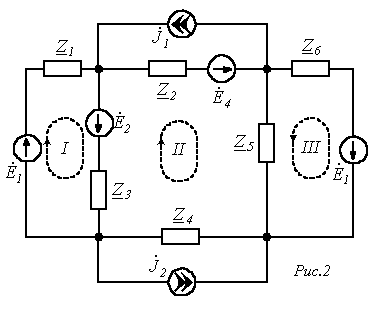 J̇₁
Z₁
Z₆
Z₂
Ė₄
Ė₂
Ė₁
I
II
Z₅
III
Ė₁
Z₃
Z₄
J̇₂
Рис.2